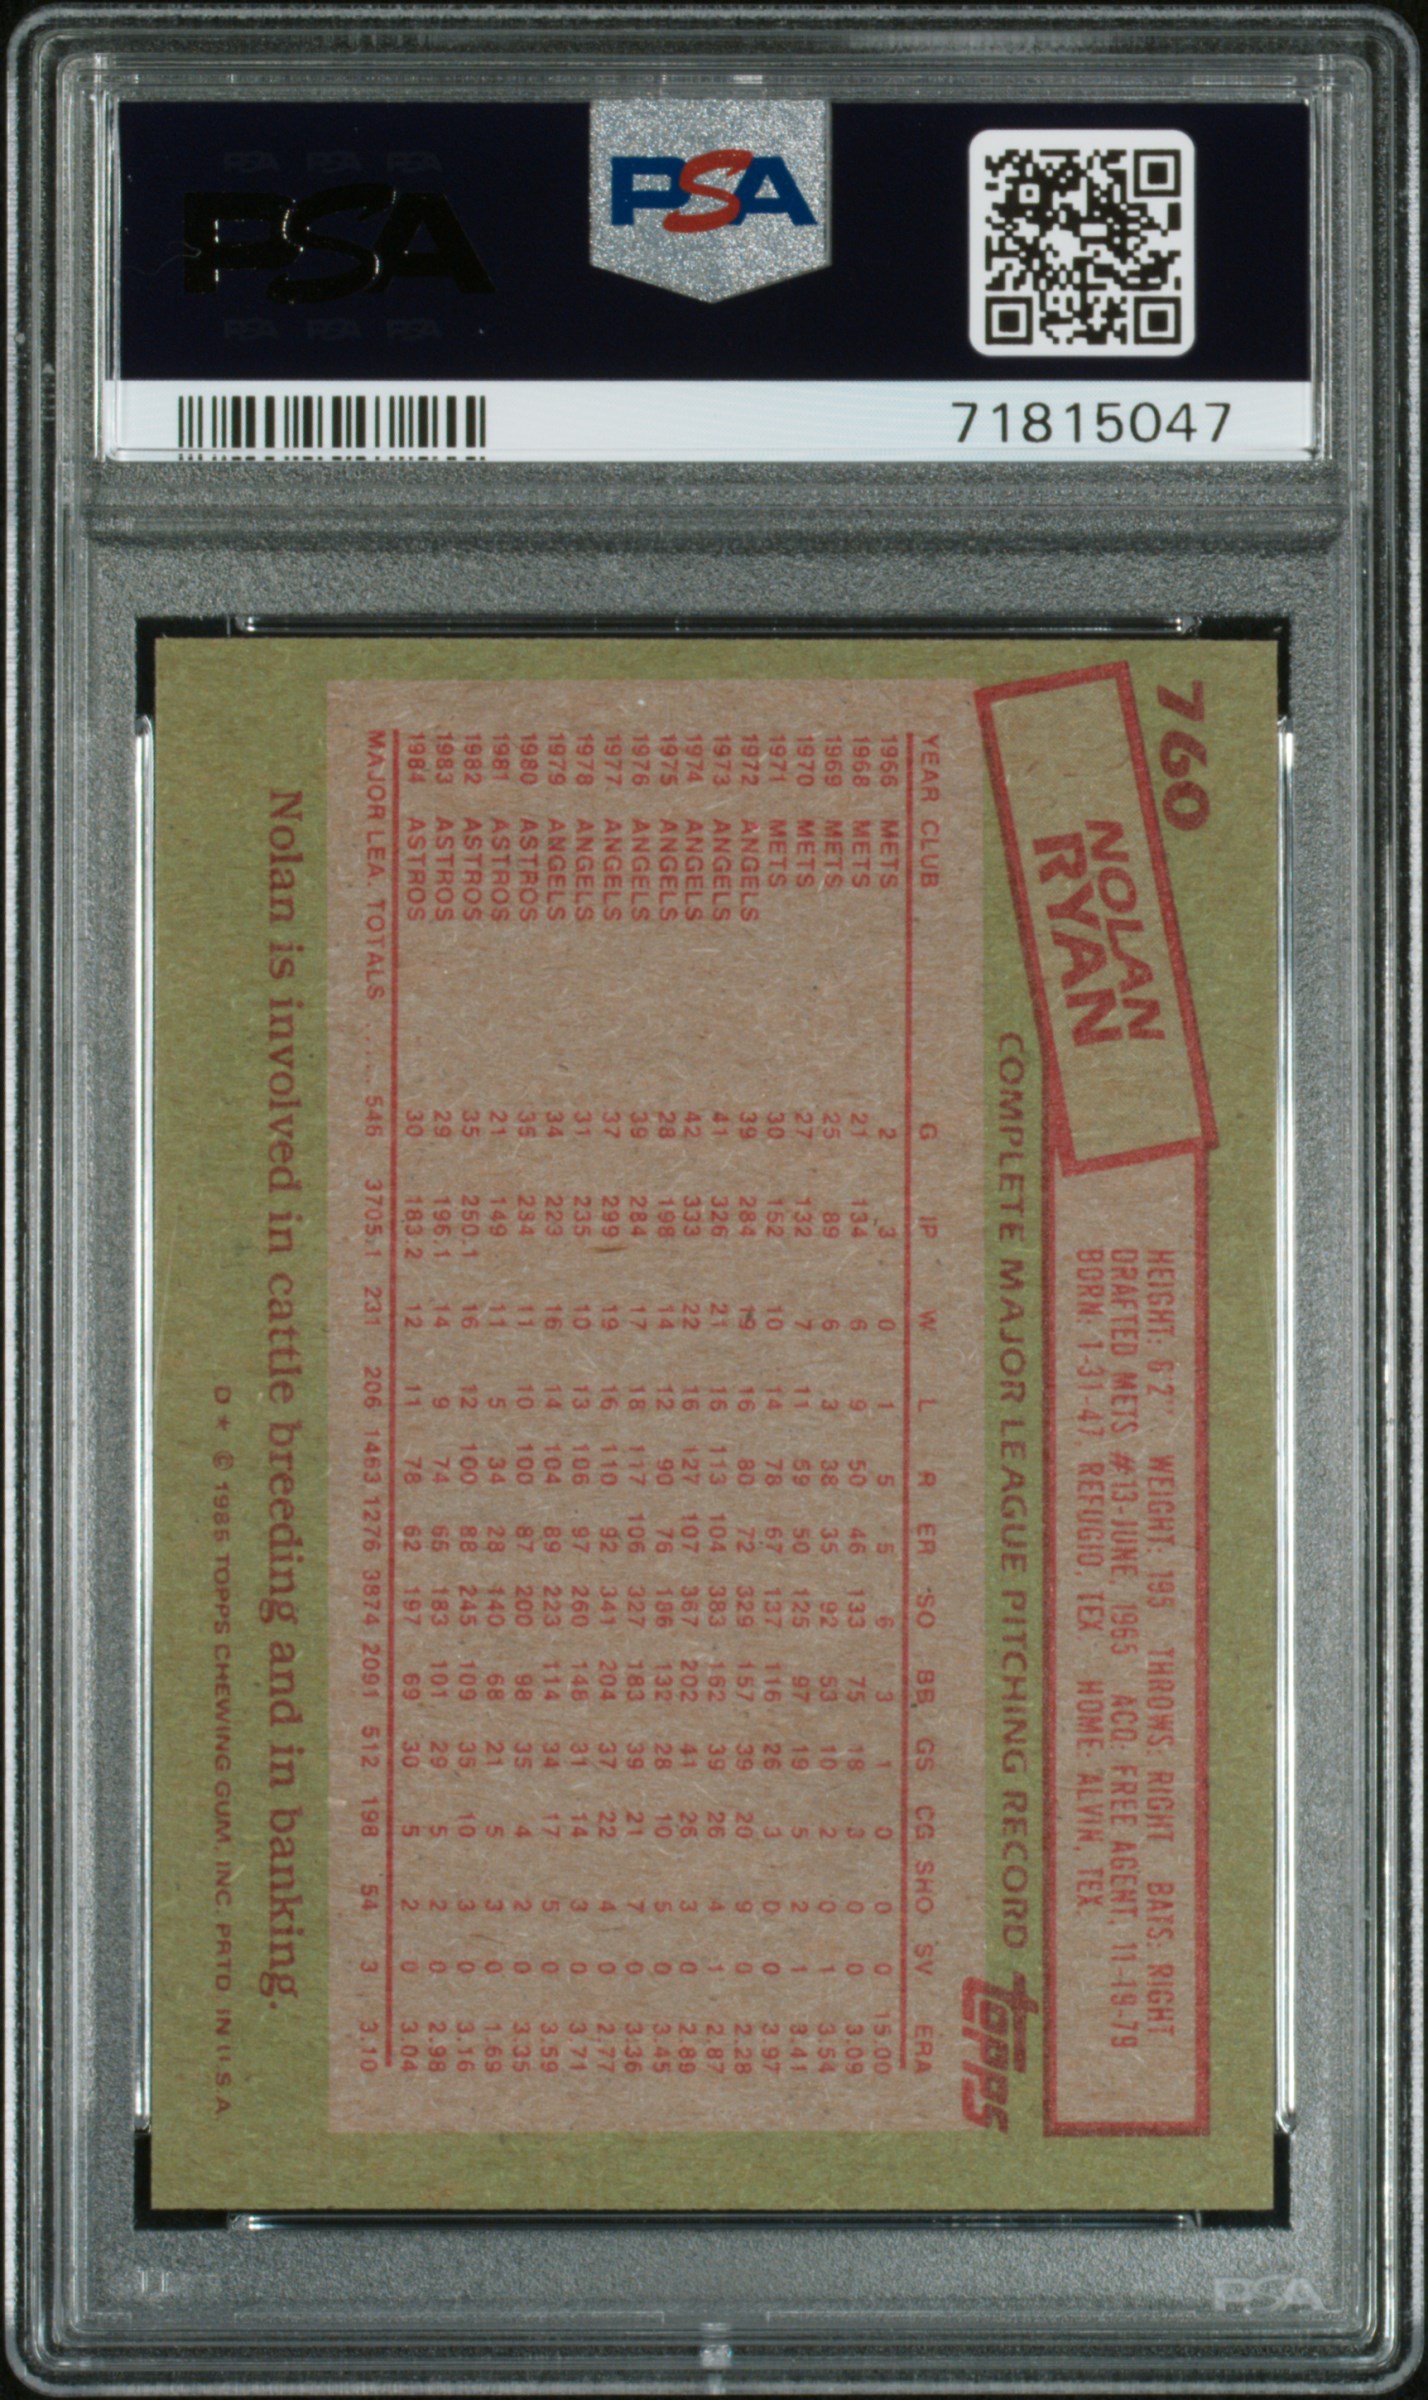 PSA PSA PSA
PSA
PSA PSA PSA
PSA
71815047
760
NOLAN
RYAN
HEIGHT: 6'2" WEIGHT: 195 THROWS: RIGHT BATS: RIGHT
DRAFTED METS #13-JUNE, 1965 ACQ: FREE AGENT, 11-19-79
BORN: 1-31-47, REFUGIO, TEX. HOME: ALVIN, TEX.
COMPLETE MAJOR LEAGUE PITCHING RECORD
topps
YEAR CLUB G IP W L R ER SO BB GS CG SHO SV ERA
1966 METS 2 3 0 1 5 5 6 3 1 0 0 0 15.00
1968 METS 21 134 6 9 50 46 133 75 18 3 0 0 3.09
1969 METS 25 89 6 3 38 35 92 53 10 2 0 1 3.54
1970 METS 27 132 7 11 59 50 125 97 19 5 2 1 3.41
1971 METS 30 152 10 14 78 67 137 116 26 3 0 0 3.97
1972 ANGELS 39 284 19 16 80 72 329 157 39 20 9 0 2.28
1973 ANGELS 41 326 21 16 113 104 383 162 39 26 4 1 2.87
1974 ANGELS 42 333 22 16 127 107 367 202 41 26 3 0 2.89
1975 ANGELS 28 198 14 12 90 76 186 132 28 10 5 0 3.45
1976 ANGELS 39 284 17 18 117 106 327 183 39 21 7 0 3.36
1977 ANGELS 37 299 19 16 110 92 341 204 37 22 4 0 2.77
1978 ANGELS 31 235 10 13 106 97 260 148 31 14 3 0 3.71
1979 ANGELS 34 223 16 14 104 89 223 114 34 17 5 0 3.59
1980 ASTROS 35 234 11 10 100 87 200 98 35 4 2 0 3.35
1981 ASTROS 21 149 11 5 34 28 140 68 21 5 3 0 1.69
1982 ASTROS 35 250.1 16 12 100 88 245 109 35 10 3 0 3.16
1983 ASTROS 29 196.1 14 9 74 65 183 101 29 5 2 0 2.98
1984 ASTROS 30 183.2 12 11 78 62 197 69 30 5 2 0 3.04
MAJOR LEA. TOTALS .... 546 3705.1 231 206 1463 1276 3874 2091 512 198 54 3 3.10
Nolan is involved in cattle breeding and in banking.
D * © 1985 TOPPS CHEWING GUM, INC. PRTD. IN U.S.A.
PSA